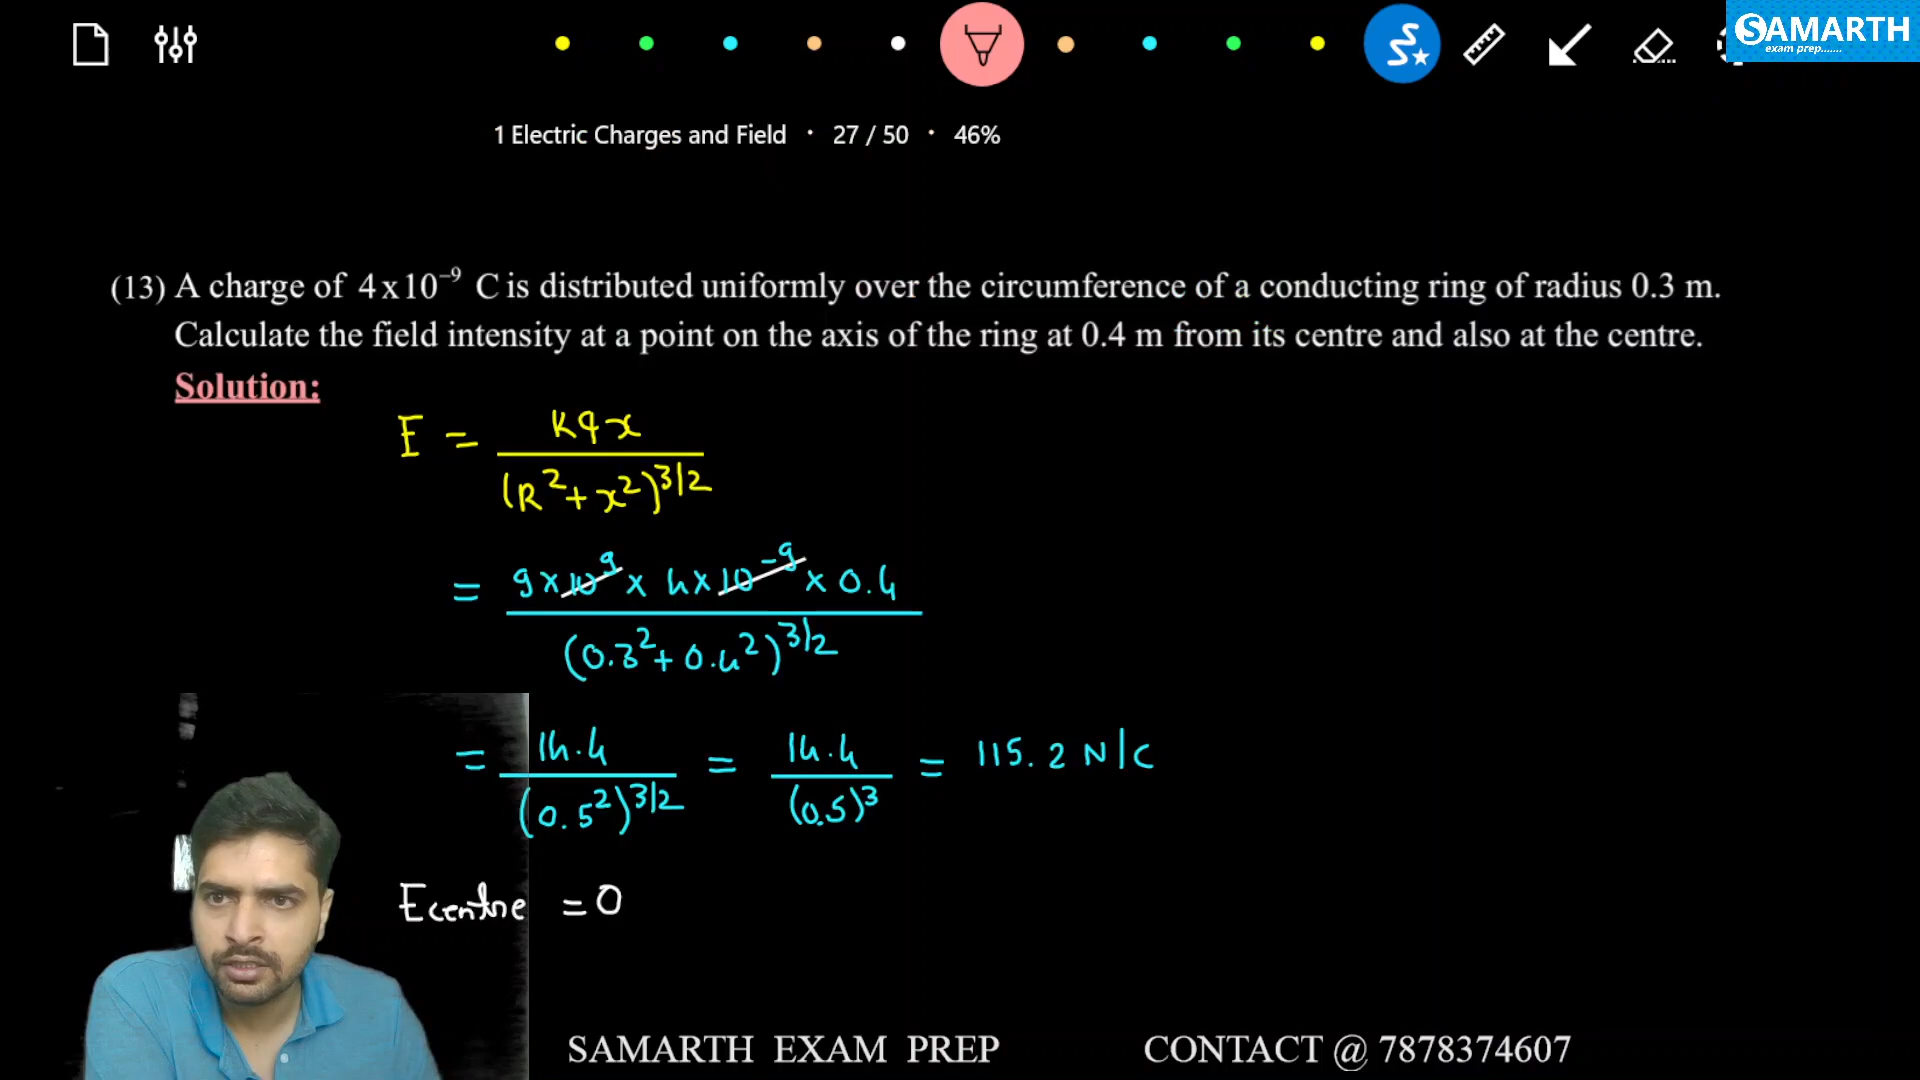 SAMARTH
exam prep.......
1 Electric Charges and Field • 27 / 50 • 46%
(13) A charge of 4x10⁻⁹ C is distributed uniformly over the circumference of a conducting ring of radius 0.3 m.
Calculate the field intensity at a point on the axis of the ring at 0.4 m from its centre and also at the centre.
Solution:
E = Kqx / (R²+x²)^3/2
= 9×10⁹ × 4×10⁻⁹ × 0.4 / (0.3²+0.4²)^3/2
= 14.4 / (0.5²)^3/2 = 14.4 / (0.5)³ = 115.2 N/C
Ecentre = 0
SAMARTH EXAM PREP CONTACT @ 7878374607